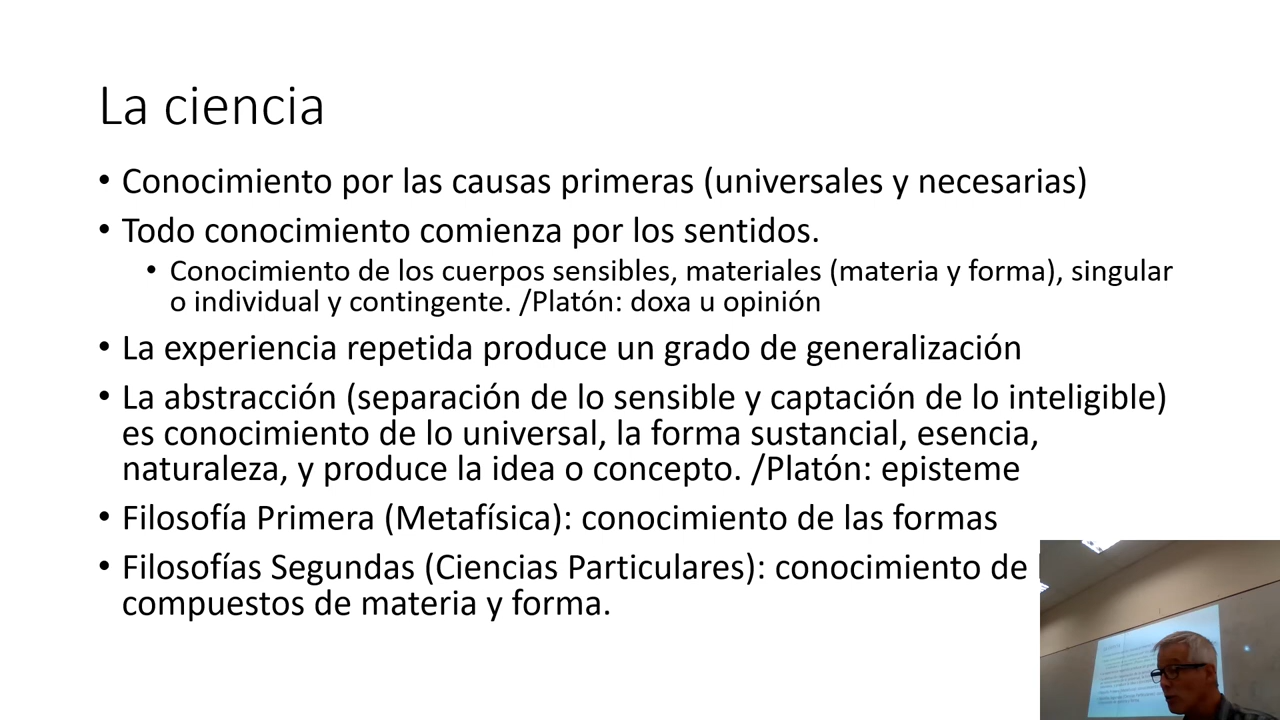 La ciencia
• Conocimiento por las causas primeras (universales y necesarias)
• Todo conocimiento comienza por los sentidos.
• Conocimiento de los cuerpos sensibles, materiales (materia y forma), singular
o individual y contingente. /Platón: doxa u opinión
• La experiencia repetida produce un grado de generalización
• La abstracción (separación de lo sensible y captación de lo inteligible)
es conocimiento de lo universal, la forma sustancial, esencia,
naturaleza, y produce la idea o concepto. /Platón: episteme
• Filosofía Primera (Metafísica): conocimiento de las formas
• Filosofías Segundas (Ciencias Particulares): conocimiento de
compuestos de materia y forma.